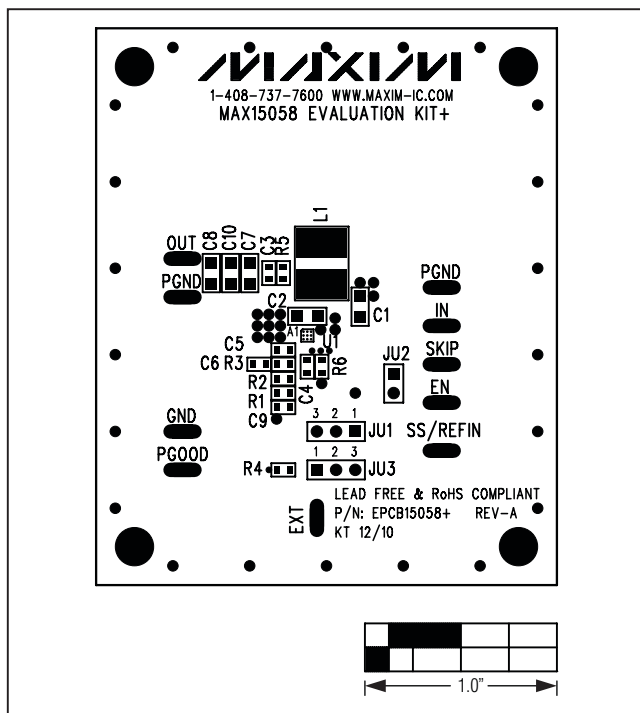 MAXIM
1-408-737-7600 WWW.MAXIM-IC.COM
MAX15058 EVALUATION KIT+
L1
OUT
C8
C10
C7
C3
R5
PGND
PGND
C2
C1
IN
A1
U1
C5
SKIP
C6 R3
R6
JU2
R2
C4
EN
R1
C9
3 2 1
GND
JU1
SS/REFIN
1 2 3
PGOOD
R4
JU3
LEAD FREE & RoHS COMPLIANT
EXT
P/N: EPCB15058+ REV-A
KT 12/10
1.0"